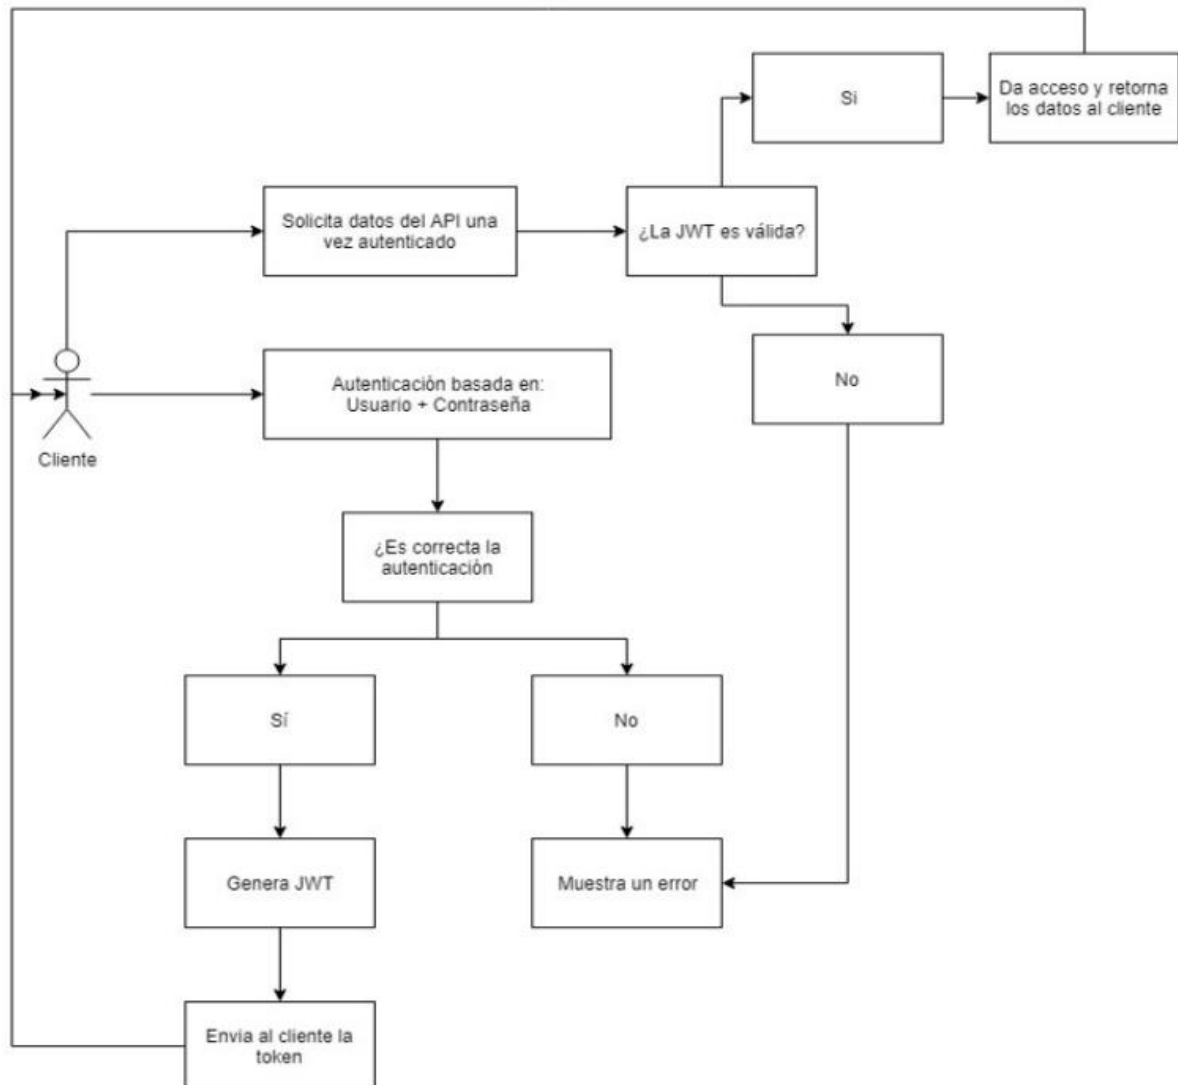 Si
Da acceso y retorna
los datos al cliente
Solicita datos del API una
vez autenticado
¿La JWT es válida?
No
Autenticación basada en:
Usuario + Contraseña
Cliente
¿Es correcta la
autenticación
Sí
No
Genera JWT
Muestra un error
Envia al cliente la
token